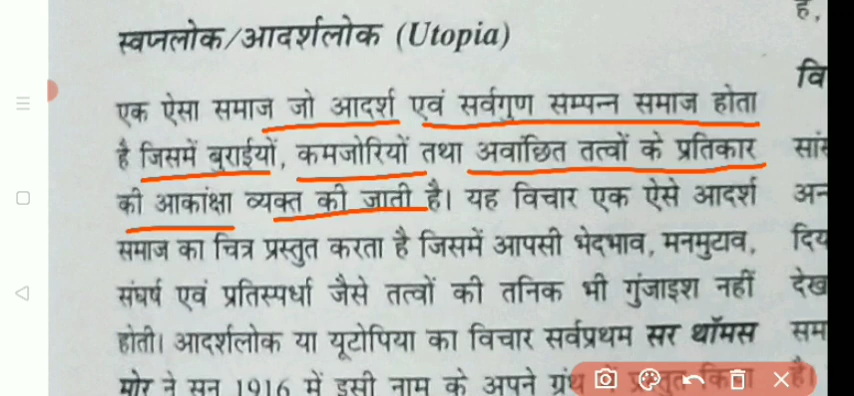 स्वप्नलोक/आदर्शलोक (Utopia)
एक ऐसा समाज जो आदर्श एवं सर्वगुण सम्पन्न समाज होता
है जिसमें बुराईयों, कमजोरियों तथा अवांछित तत्वों के प्रतिकार
की आकांक्षा व्यक्त की जाती है। यह विचार एक ऐसे आदर्श
समाज का चित्र प्रस्तुत करता है जिसमें आपसी भेदभाव, मनमुटाव,
संघर्ष एवं प्रतिस्पर्धा जैसे तत्वों की तनिक भी गुंजाइश नहीं
होती। आदर्शलोक या यूटोपिया का विचार सर्वप्रथम सर थॉमस
मोर ने सन् 1916 में इसी नाम के अपने ग्रंथ में प्रस्तुत किया
है,
वि
दिय
देख
सम
है।